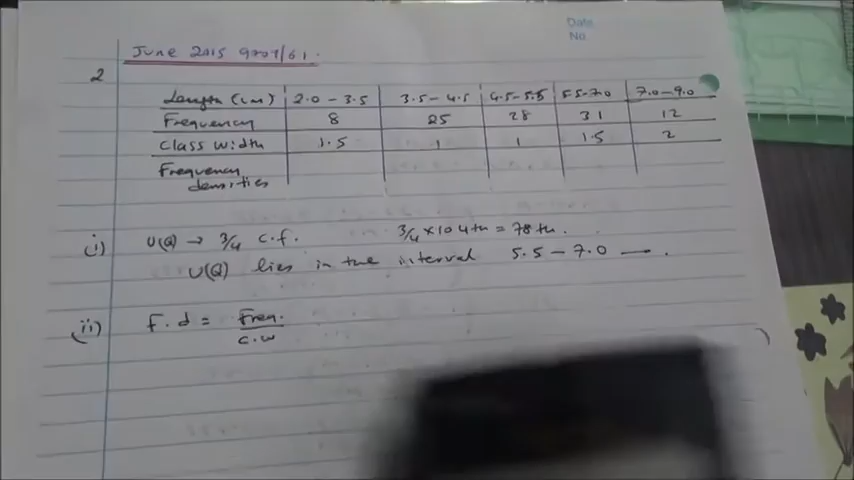 Date
No.
June 2015 9709/61.
2
Length (cm) 2.0-3.5 3.5-4.5 4.5-5.5 5.5-7.0 7.0-9.0
Frequency 8 25 28 31 12
Class width 1.5 1 1 1.5 2
Frequency
densities
i) U(Q) → 3/4 c.f. 3/4 × 104th = 78th.
U(Q) lies in the interval 5.5 - 7.0 — .
ii) F.d = Freq.
c.w